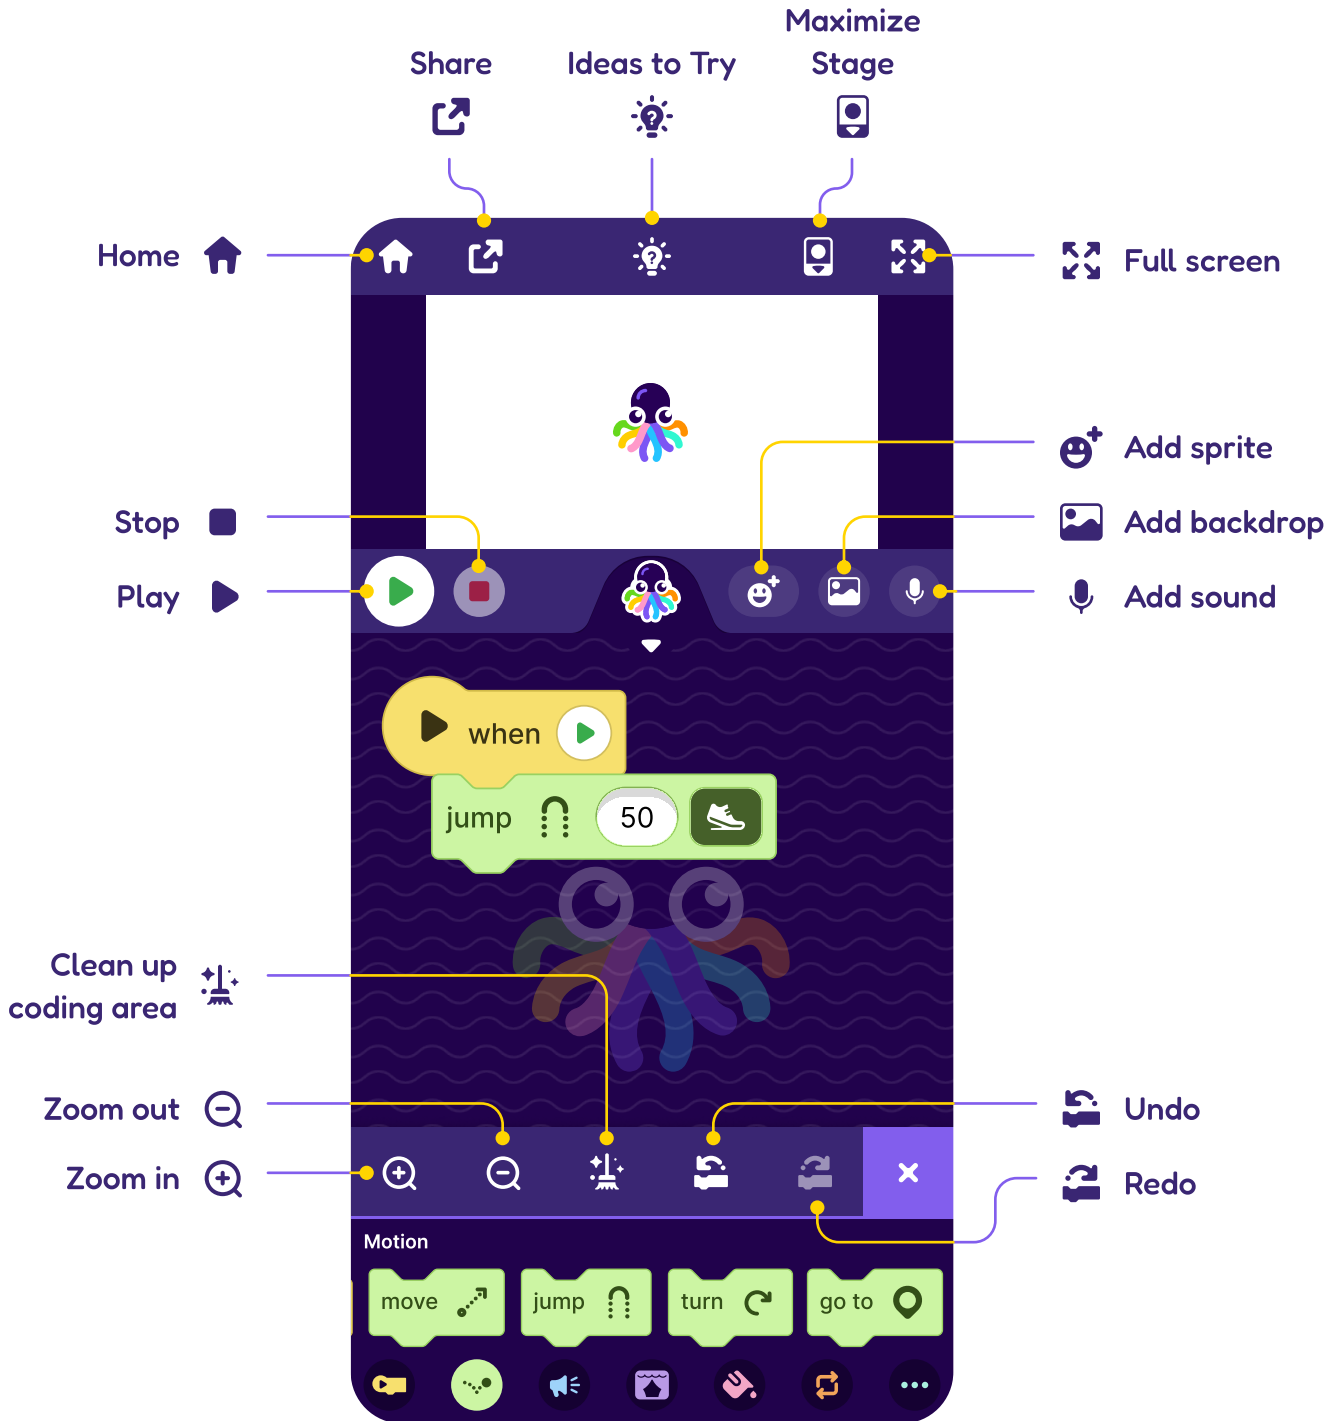 Maximize
Share
Ideas to Try
Stage
Home
Full screen
Add sprite
Stop
Add backdrop
Play
Add sound
when
jump
50
Clean up
coding area
Zoom out
Undo
Zoom in
Redo
Motion
move
jump
turn
go to